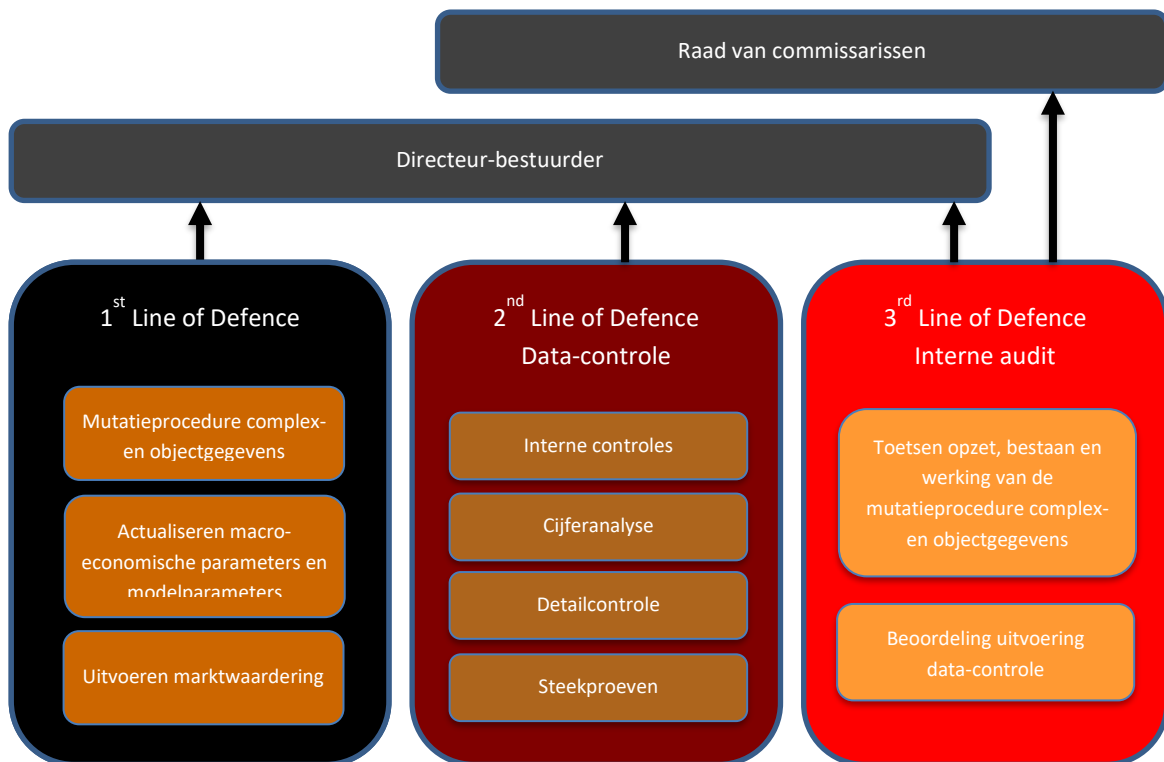 Raad van commissarissen
Directeur-bestuurder
1st Line of Defence
Mutatieprocedure complex-
en objectgegevens
Actualiseren macro-
economische parameters en
modelparameters
Uitvoeren marktwaardering
2nd Line of Defence
Data-controle
Interne controles
Cijferanalyse
Detailcontrole
Steekproeven
3rd Line of Defence
Interne audit
Toetsen opzet, bestaan en
werking van de
mutatieprocedure complex-
en objectgegevens
Beoordeling uitvoering
data-controle